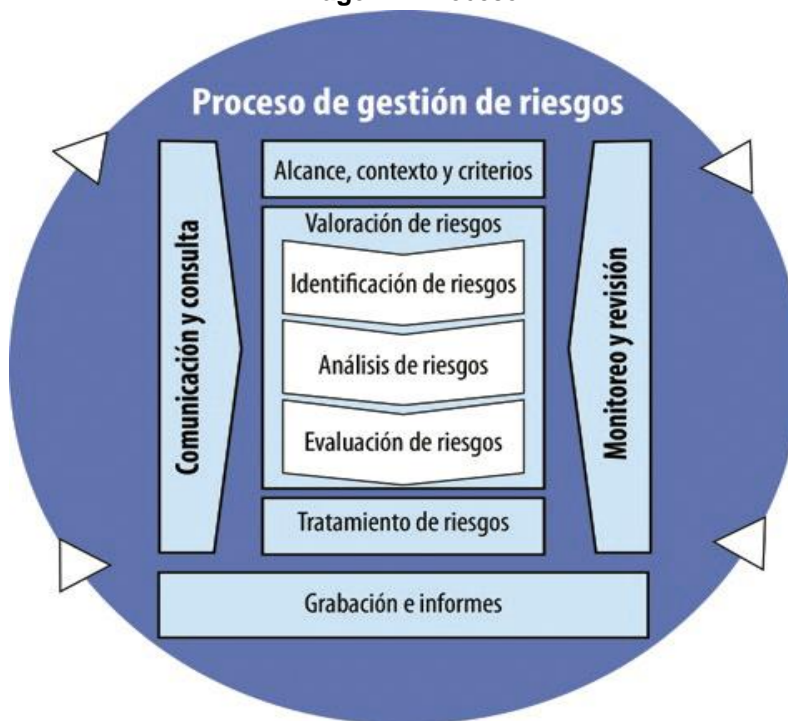 Proceso de gestión de riesgos
Alcance, contexto y criterios
Valoración de riesgos
Identificación de riesgos
Análisis de riesgos
Evaluación de riesgos
Tratamiento de riesgos
Comunicación y consulta
Monitoreo y revisión
Grabación e informes